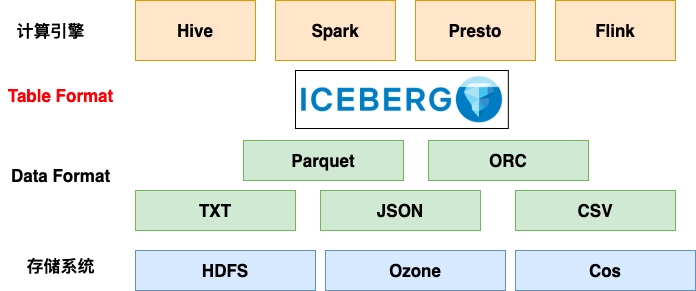 计算引擎 Hive Spark Presto Flink
Table Format ICEBERG
Data Format
Parquet ORC
TXT JSON CSV
存储系统 HDFS Ozone Cos